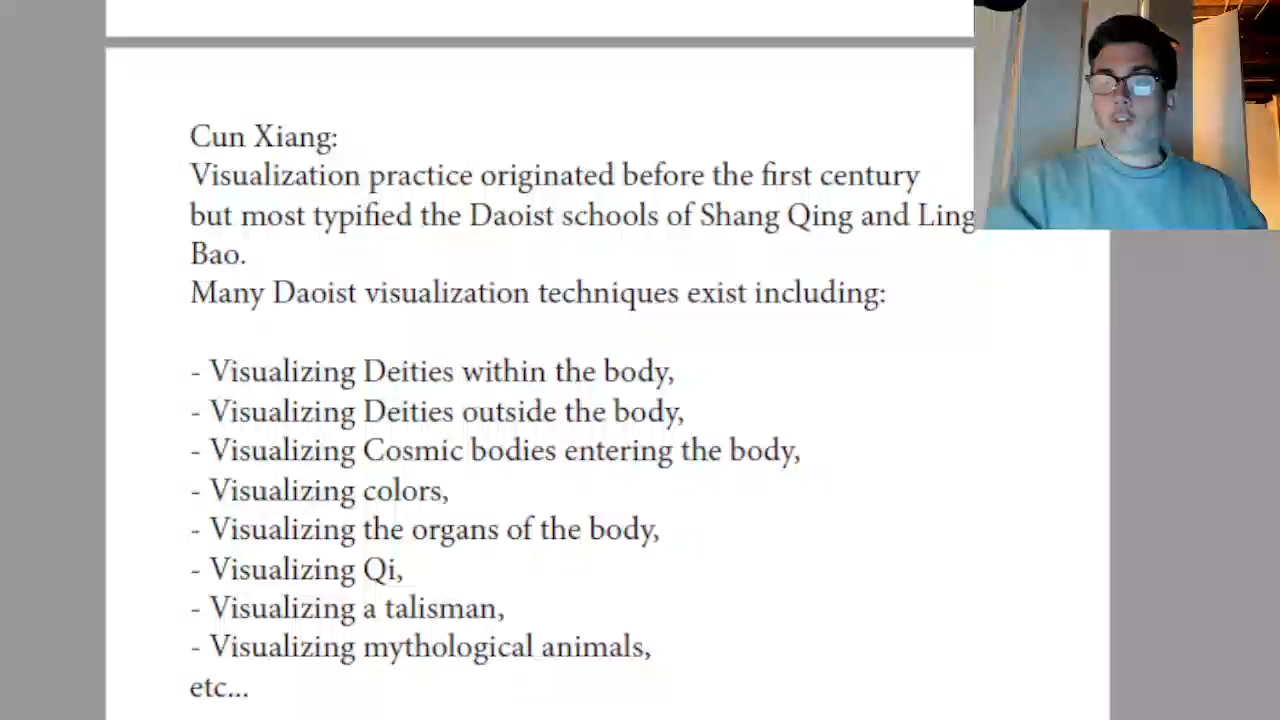 Cun Xiang:
Visualization practice originated before the first century
but most typified the Daoist schools of Shang Qing and Ling
Bao.
Many Daoist visualization techniques exist including:
- Visualizing Deities within the body,
- Visualizing Deities outside the body,
- Visualizing Cosmic bodies entering the body,
- Visualizing colors,
- Visualizing the organs of the body,
- Visualizing Qi,
- Visualizing a talisman,
- Visualizing mythological animals,
etc...